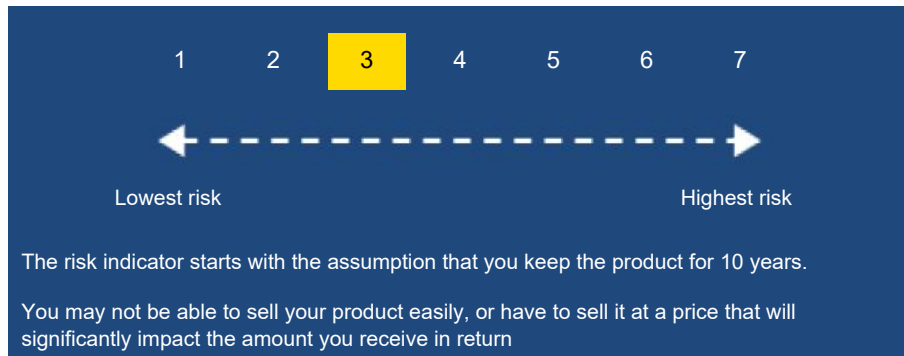 1 2 3 4 5 6 7
Lowest risk Highest risk
The risk indicator starts with the assumption that you keep the product for 10 years.
You may not be able to sell your product easily, or have to sell it at a price that will
significantly impact the amount you receive in return